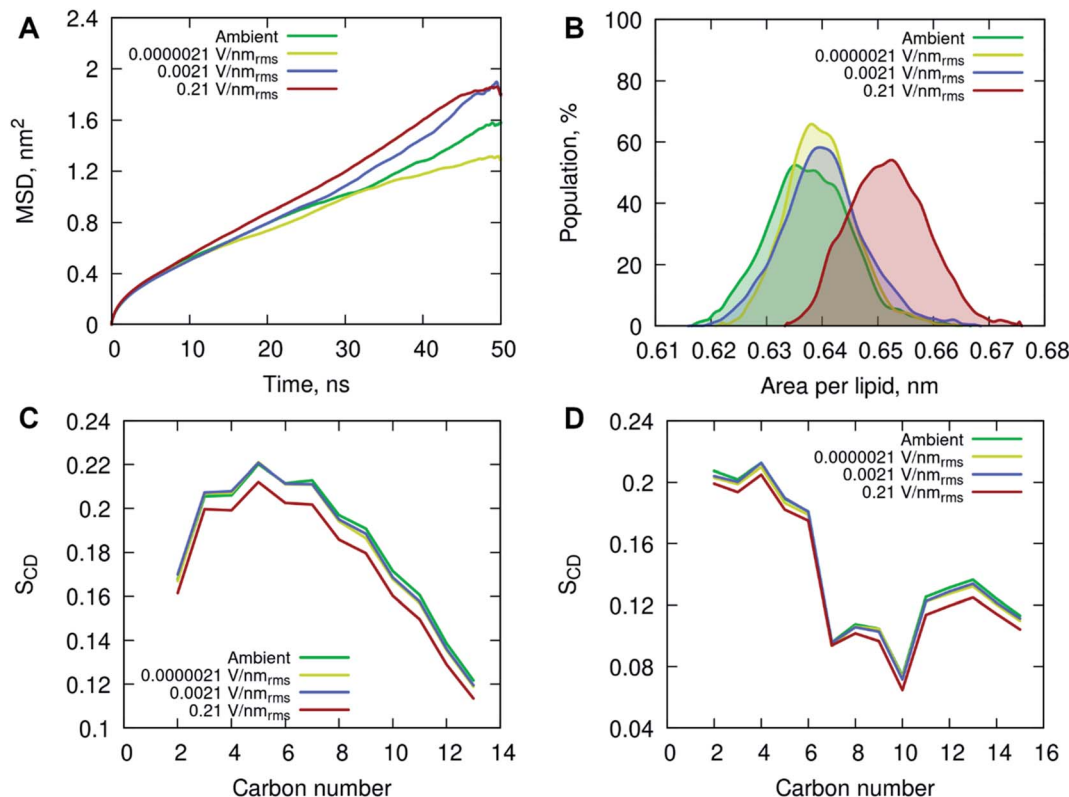 A
2.4
2
1.6
1.2
0.8
0.4
0
MSD, nm2
Ambient
0.0000021 V/nmrms
0.0021 V/nmrms
0.21 V/nmrms
0 10 20 30 40 50
Time, ns
B
100
80
60
40
20
0
Population, %
Ambient
0.0000021 V/nmrms
0.0021 V/nmrms
0.21 V/nmrms
0.61 0.62 0.63 0.64 0.65 0.66 0.67 0.68
Area per lipid, nm
C
0.24
0.22
0.2
0.18
0.16
0.14
0.12
0.1
SCD
Ambient
0.0000021 V/nmrms
0.0021 V/nmrms
0.21 V/nmrms
0 2 4 6 8 10 12 14
Carbon number
D
0.24
0.2
0.16
0.12
0.08
0.04
SCD
Ambient
0.0000021 V/nmrms
0.0021 V/nmrms
0.21 V/nmrms
0 2 4 6 8 10 12 14 16
Carbon number